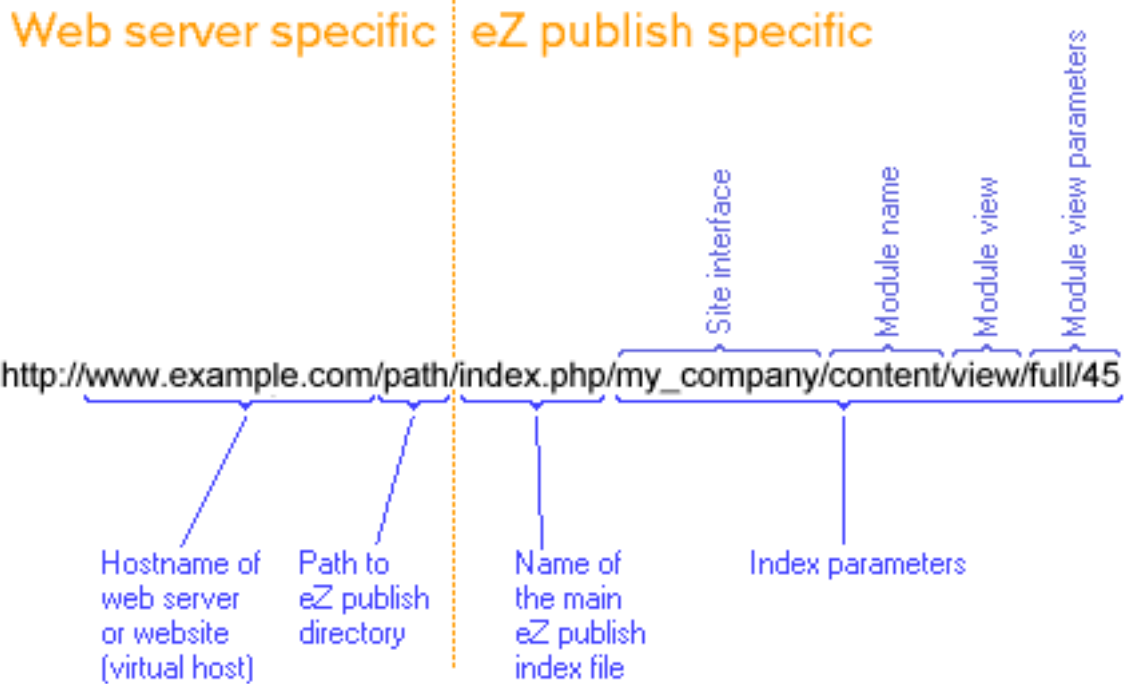 Web server specific
eZ publish specific
Site interface
Module name
Module view
Module view parameters
http://www.example.com/path/index.php/my_company/content/view/full/45
Hostname of
web server
or website
(virtual host)
Path to
eZ publish
directory
Name of
the main
eZ publish
index file
Index parameters